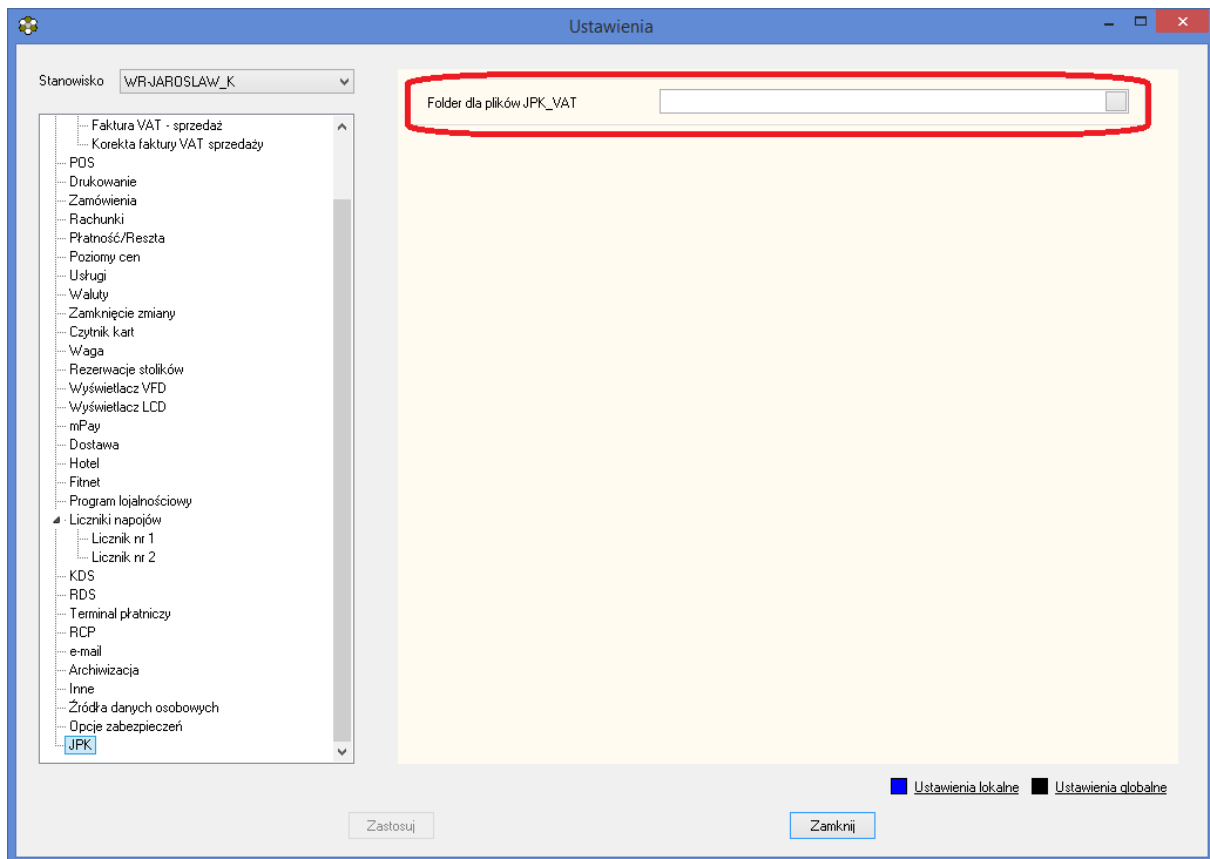 Ustawienia
Stanowisko WR-JAROSLAW_K
Folder dla plików JPK_VAT
Faktura VAT - sprzedaż
Korekta faktury VAT sprzedaży
POS
Drukowanie
Zamówienia
Rachunki
Płatność/Reszta
Poziomy cen
Usługi
Waluty
Zamknięcie zmiany
Czytnik kart
Waga
Rezerwacje stolików
Wyświetlacz VFD
Wyświetlacz LCD
mPay
Dostawa
Hotel
Fitnet
Program lojalnościowy
Liczniki napojów
Licznik nr 1
Licznik nr 2
KDS
RDS
Terminal płatniczy
RCP
e-mail
Archiwizacja
Inne
Źródła danych osobowych
Opcje zabezpieczeń
JPK
Ustawienia lokalne Ustawienia globalne
Zastosuj Zamknij